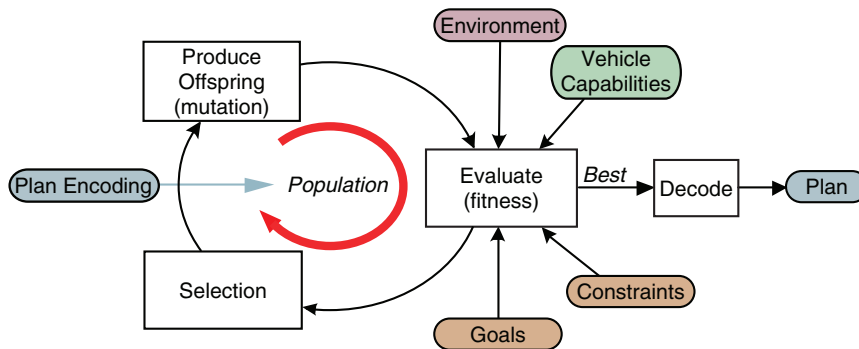 Environment
Produce
Offspring
(mutation)
Vehicle
Capabilities
Plan Encoding
Population
Evaluate
(fitness)
Best
Decode
Plan
Selection
Constraints
Goals